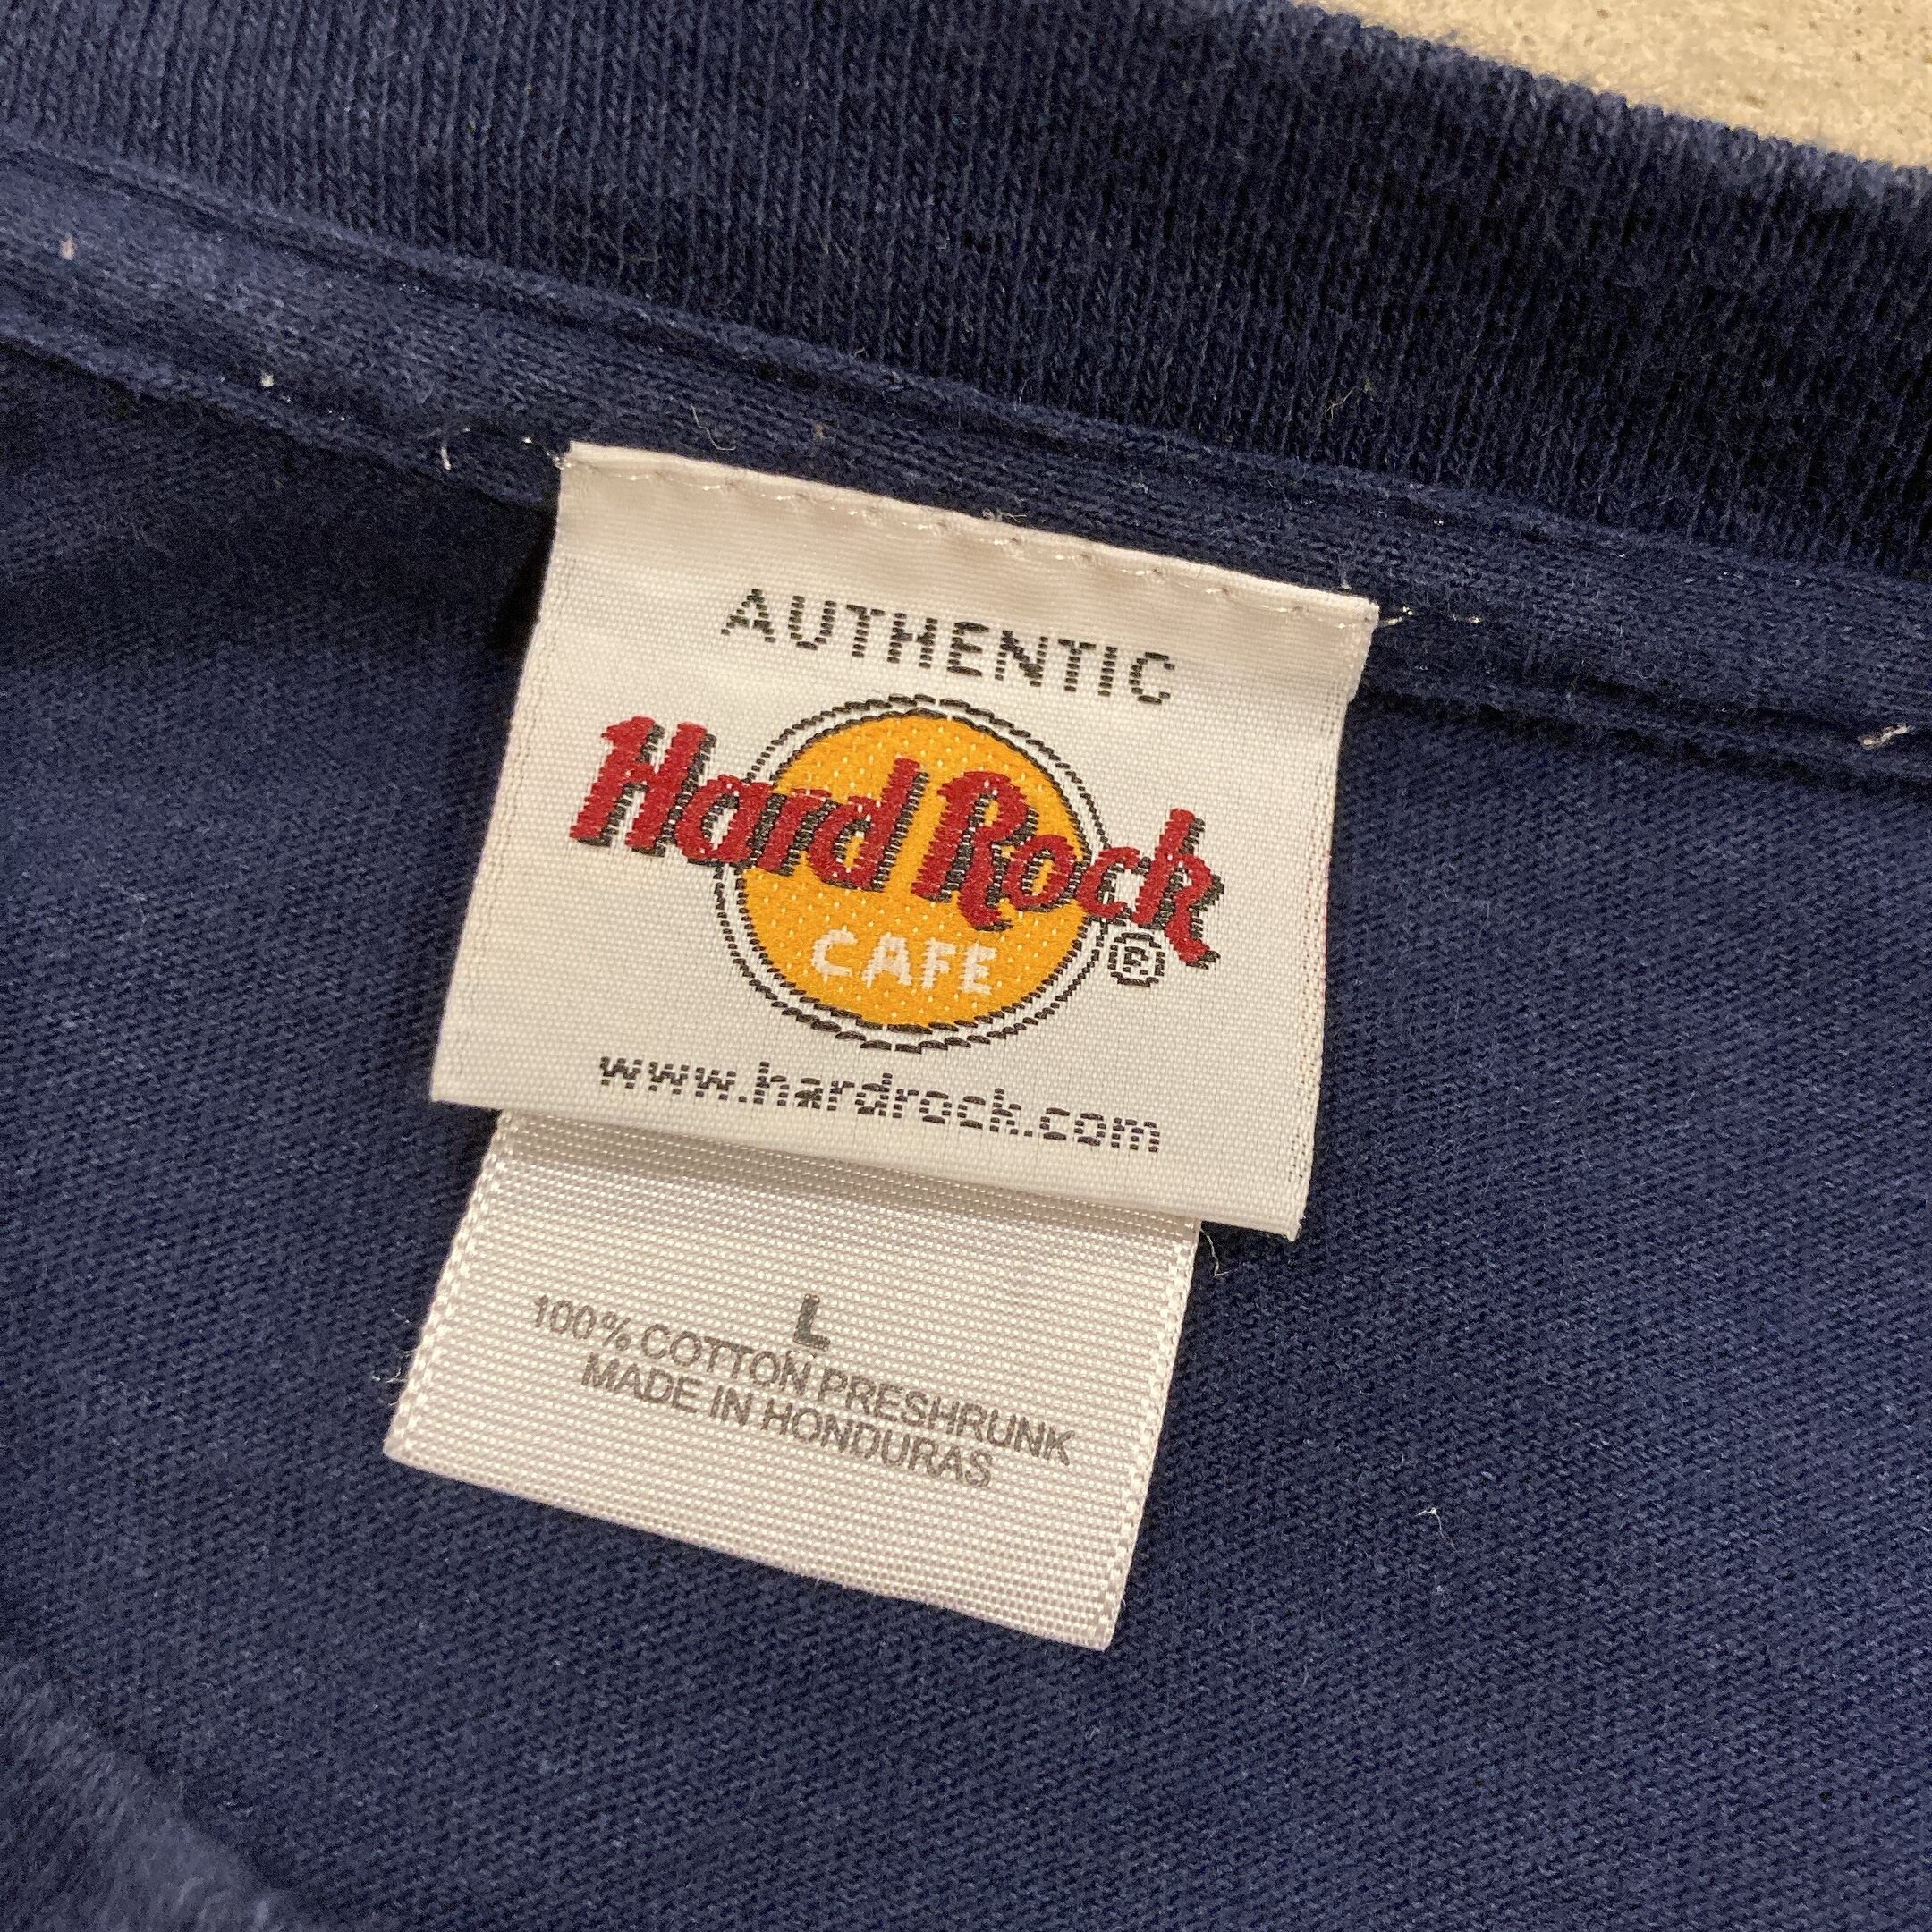 AUTHENTIC
Hard Rock
CAFE ®
www.hardrock.com
L
100% COTTON PRESHRUNK
MADE IN HONDURAS